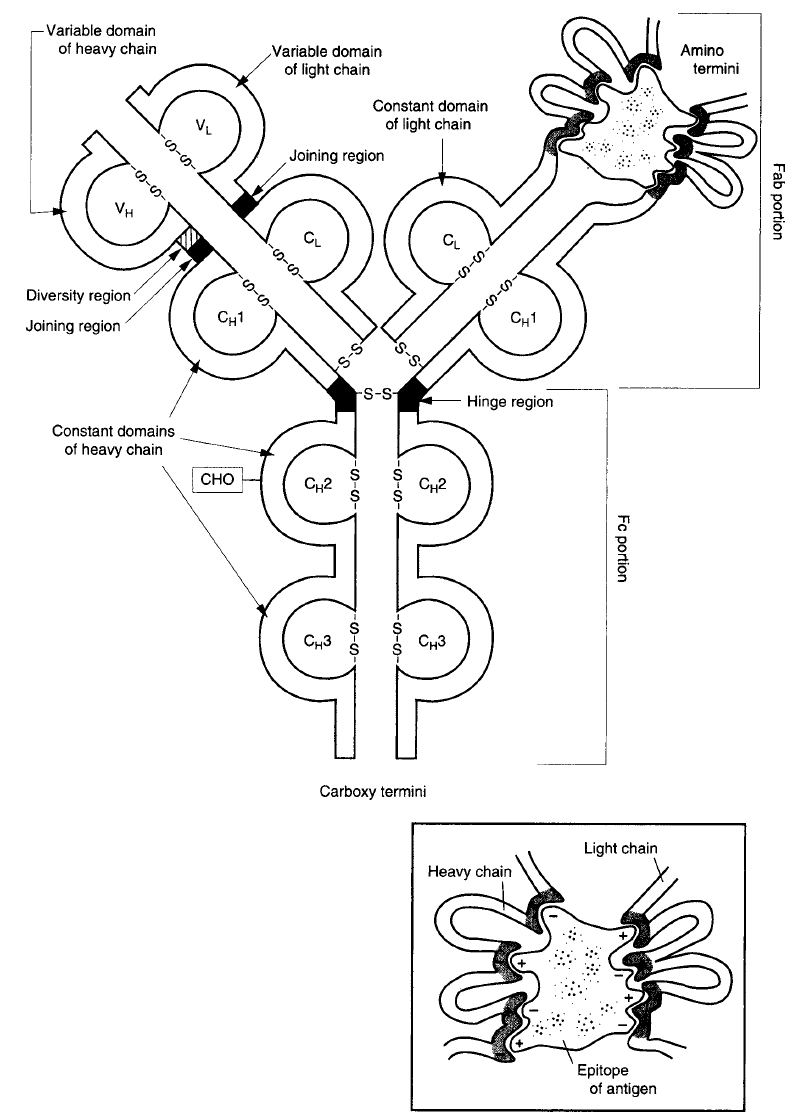 Variable domain
of heavy chain
Variable domain
of light chain
Amino
termini
Constant domain
of light chain
Joining region
V_L
V_H
C_L
C_L
S-S
S-S
S-S
S-S
S-S
S-S
Diversity region
Joining region
C_H1
C_H1
S-S
S-S
S-S
Hinge region
Fab portion
Constant domains
of heavy chain
CHO
C_H2
S
S
S
S
C_H2
Fc portion
C_H3
S
S
S
S
C_H3
Carboxy termini
Heavy chain
Light chain
−
+
+
−
+
−
−
+
Epitope
of antigen